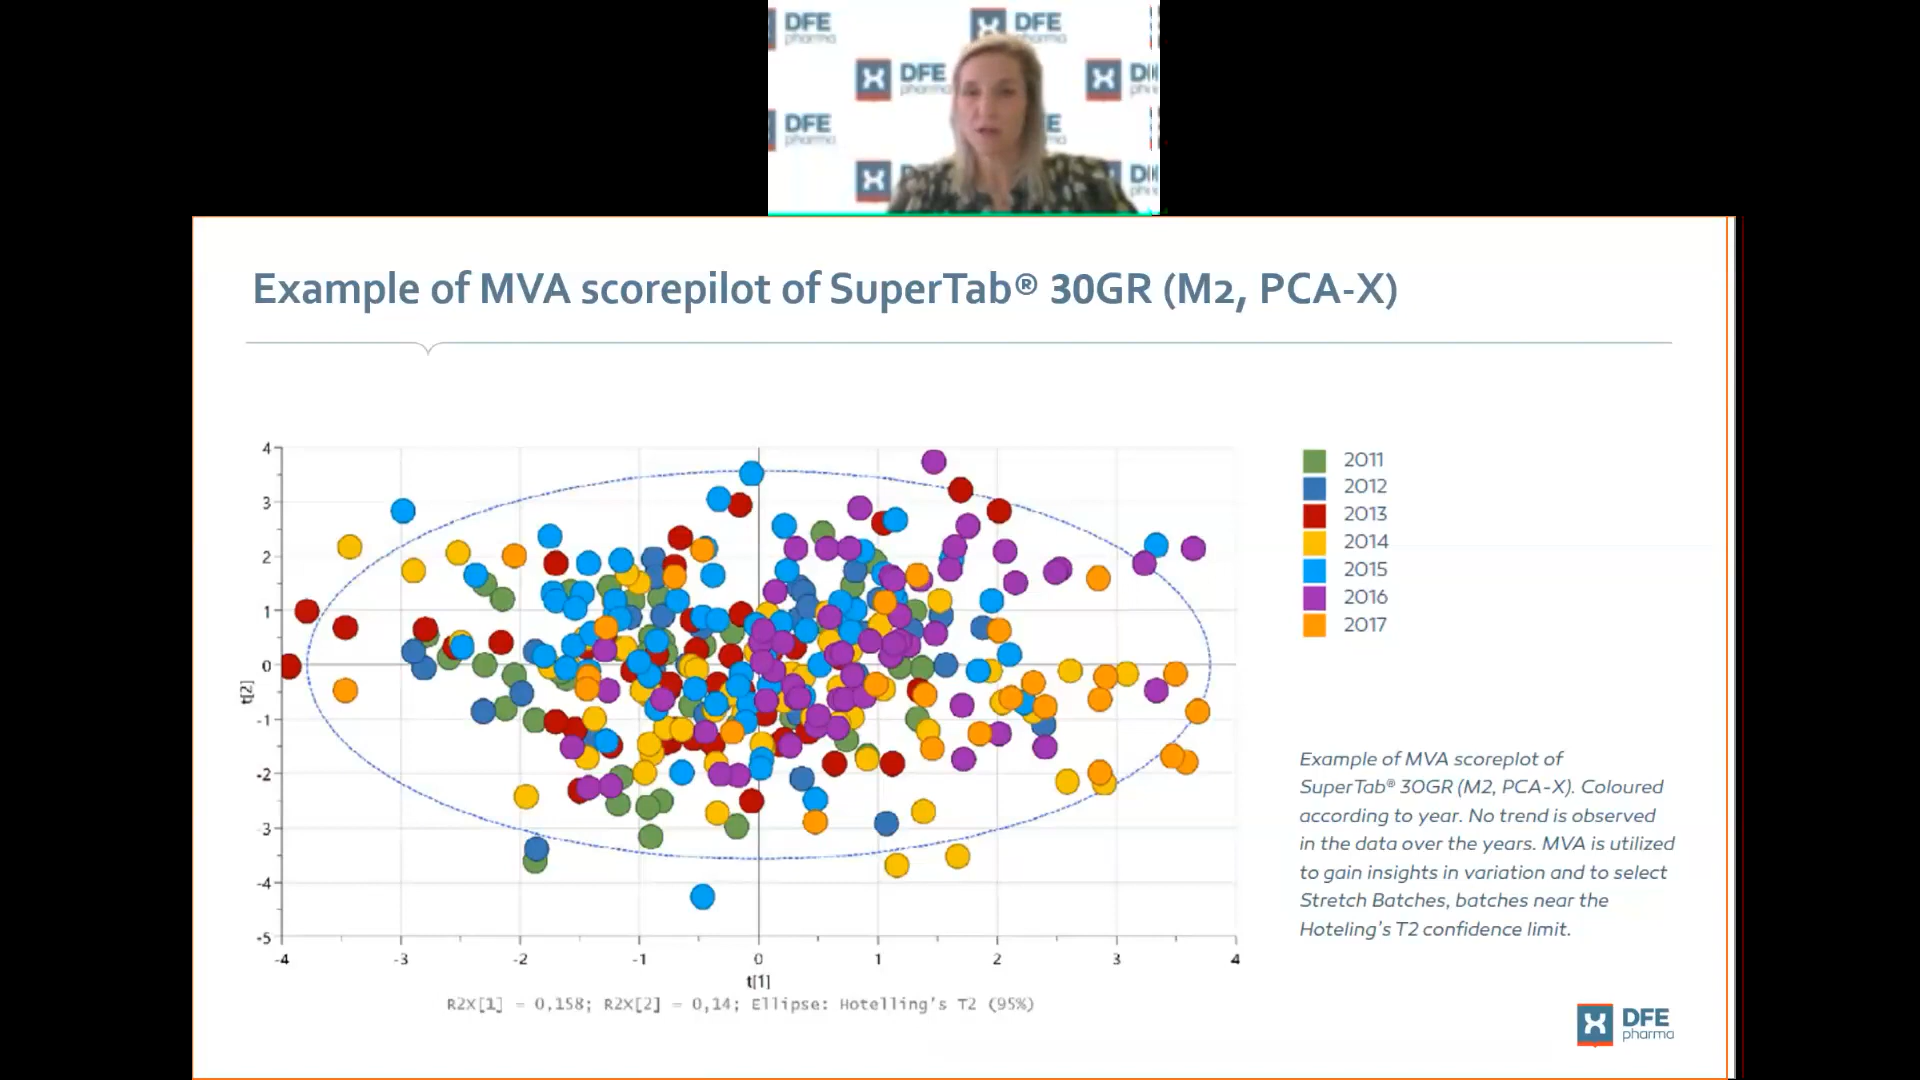 DFE
pharma
DFE
pharma
DFE
pharma
DFE
pharma
Example of MVA scorepilot of SuperTab® 30GR (M2, PCA-X)
4
3
2
1
0
-1
-2
-3
-4
-5
t[2]
-4 -3 -2 -1 0 1 2 3 4
t[1]
R2X[1] = 0,158; R2X[2] = 0,14; Ellipse: Hotelling's T2 (95%)
2011
2012
2013
2014
2015
2016
2017
Example of MVA scoreplot of
SuperTab® 30GR (M2, PCA-X). Coloured
according to year. No trend is observed
in the data over the years. MVA is utilized
to gain insights in variation and to select
Stretch Batches, batches near the
Hoteling's T2 confidence limit.
DFE
pharma